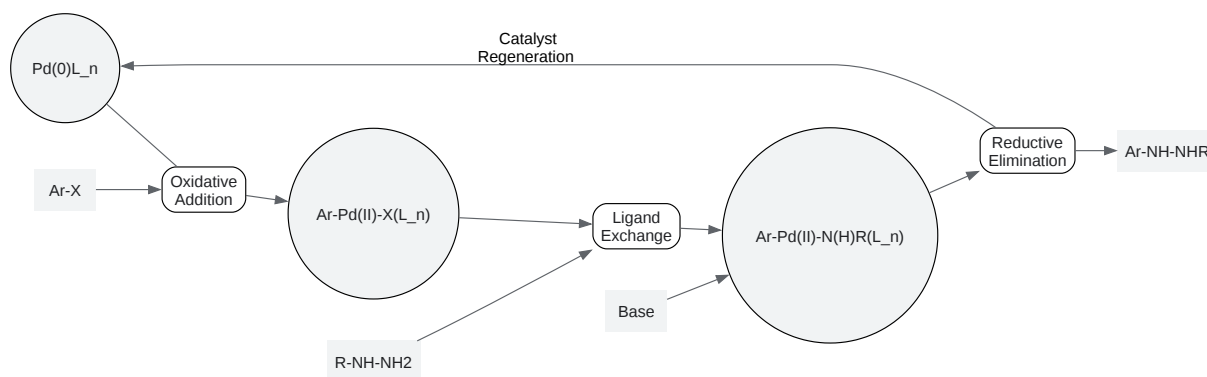 Catalyst
Regeneration
Pd(0)L_n
Reductive
Elimination
Ar-NH-NHR
Oxidative
Addition
Ar-X
Ar-Pd(II)-X(L_n)
Ligand
Exchange
Ar-Pd(II)-N(H)R(L_n)
Base
R-NH-NH2